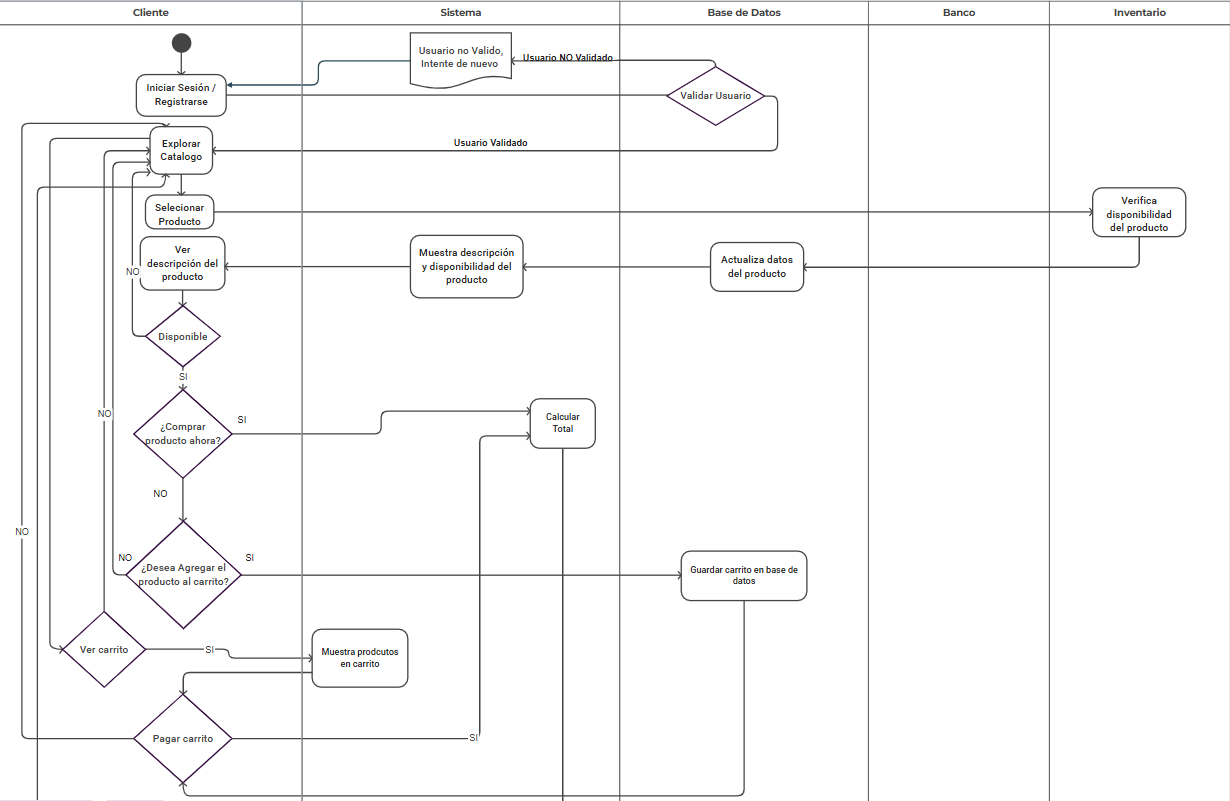 Cliente
Sistema
Base de Datos
Banco
Inventario
Usuario no Valido,
Intente de nuevo
Usuario NO Validado
Iniciar Sesión /
Registrarse
Validar Usuario
Usuario Validado
Explorar
Catalogo
Selecionar
Producto
Verifica
disponibilidad
del producto
Ver
descripción del
producto
Muestra descripción
y disponibilidad del
producto
Actualiza datos
del producto
NO
Disponible
SI
NO
¿Comprar
producto ahora?
SI
Calcular
Total
NO
NO
NO
¿Desea Agregar el
producto al carrito?
SI
Guardar carrito en base de
datos
Ver carrito
SI
Muestra prodcutos
en carrito
Pagar carrito
SI